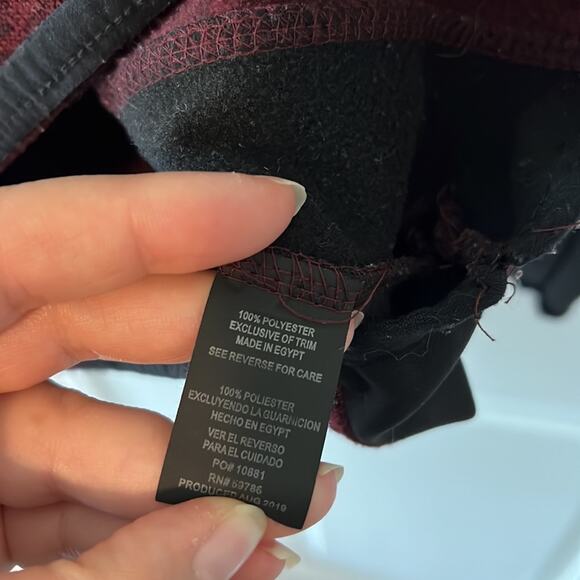 100% POLYESTER
EXCLUSIVE OF TRIM
MADE IN EGYPT
SEE REVERSE FOR CARE
100% POLIESTER
EXCLUYENDO LA GUARNICION
HECHO EN EGYPT
VER EL REVERSO
PARA EL CUIDADO
PO# 10881
RN# 69786
PRODUCED AUG 2019